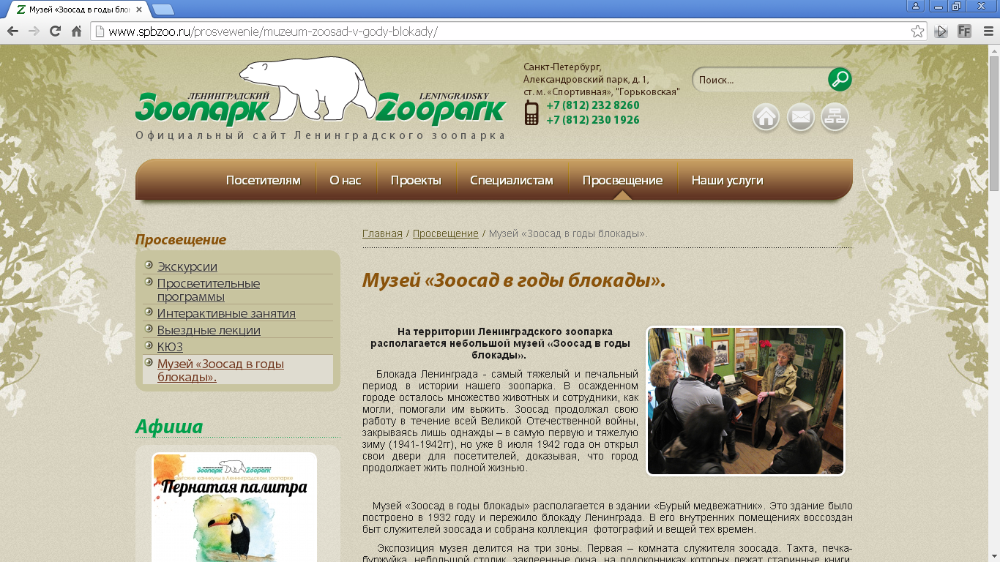 Музей «Зоосад в годы бло
www.spbzoo.ru/prosvewenie/muzeum-zoosad-v-gody-blokady/
FF
ЛЕНИНГРАДСКИЙ
Зоопарк
LENINGRADSKY
Zoopark
Официальный сайт Ленинградского зоопарка
Санкт-Петербург,
Александровский парк, д. 1,
ст. м. «Спортивная», "Горьковская"
+7 (812) 232 8260
+7 (812) 230 1926
Поиск...
Посетителям
О нас
Проекты
Специалистам
Просвещение
Наши услуги
Просвещение
Экскурсии
Просветительные
программы
Интерактивные занятия
Выездные лекции
КЮЗ
Музей «Зоосад в годы
блокады».
Афиша
ЛЕНИНГРАДСКИЙ
Зоопарк
LENINGRADSKY
Zoopark
Детские каникулы в Ленинградском зоопарке
Пернатая палитра
Главная / Просвещение / Музей «Зоосад в годы блокады».
Музей «Зоосад в годы блокады».
На территории Ленинградского зоопарка
располагается небольшой музей «Зоосад в годы
блокады».
Блокада Ленинграда - самый тяжелый и печальный
период в истории нашего зоопарка. В осажденном
городе осталось множество животных и сотрудники, как
могли, помогали им выжить. Зоосад продолжал свою
работу в течение всей Великой Отечественной войны,
закрываясь лишь однажды – в самую первую и тяжелую
зиму (1941-1942гг), но уже 8 июля 1942 года он открыл
свои двери для посетителей, доказывая, что город
продолжает жить полной жизнью.
Музей «Зоосад в годы блокады» располагается в здании «Бурый медвежатник». Это здание было
построено в 1932 году и пережило блокаду Ленинграда. В его внутренних помещениях воссоздан
быт служителей зоосада и собрана коллекция фотографий и вещей тех времен.
Экспозиция музея делится на три зоны. Первая – комната служителя зоосада. Тахта, печка-
буржуйка, небольшой столик, заклеенные окна, на подоконниках которых лежат старинные книги,